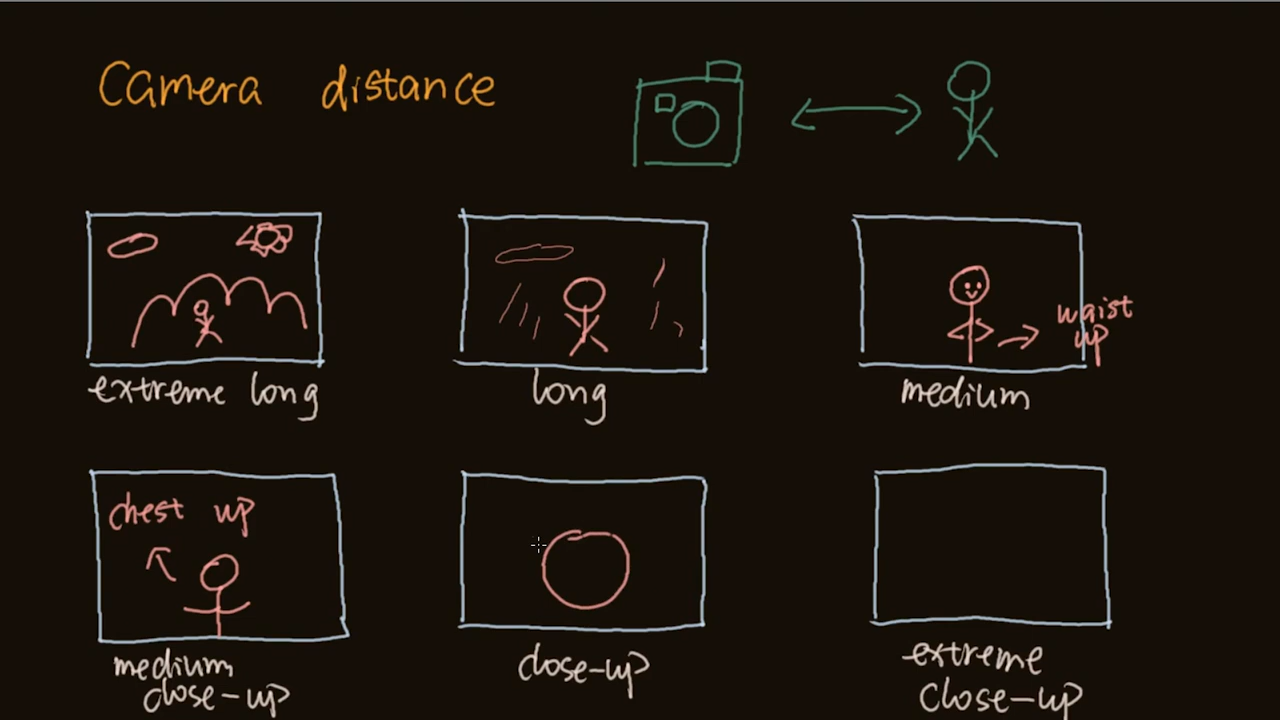 Camera distance
extreme long
long
medium
waist
up
chest up
medium
close-up
close-up
extreme
close-up